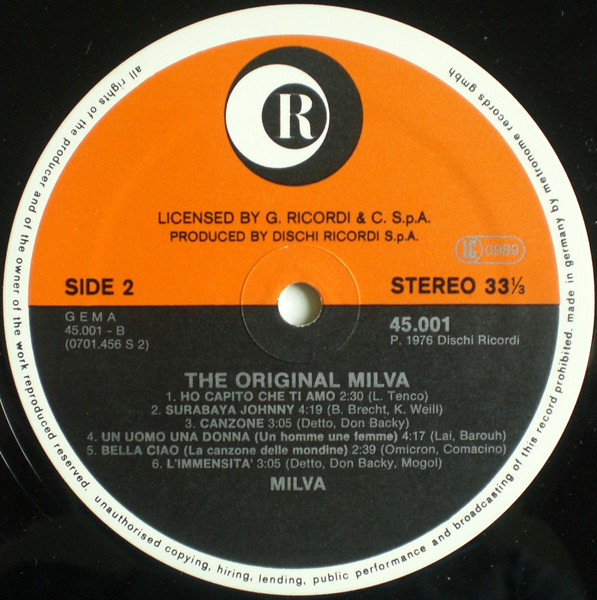 R
LICENSED BY G. RICORDI & C. S.p.A.
PRODUCED BY DISCHI RICORDI S.p.A.
LC 0989
SIDE 2
STEREO 33⅓
GEMA
45.001 - B
(0701.456 S 2)
45.001
P. 1976 Dischi Ricordi
THE ORIGINAL MILVA
1. HO CAPITO CHE TI AMO 2:30 (L. Tenco)
2. SURABAYA JOHNNY 4:19 (B. Brecht, K. Weill)
3. CANZONE 3:05 (Detto, Don Backy)
4. UN UOMO UNA DONNA (Un homme une femme) 4:17 (Lai, Barouh)
5. BELLA CIAO (La canzone delle mondine) 2:39 (Omicron, Comacino)
6. L'IMMENSITA' 3:05 (Detto, Don Backy, Mogol)
MILVA
all rights of the producer and of the owner of the work reproduced reserved. unauthorised copying, hiring, lending, public performance and broadcasting of this record prohibited. made in germany by metronome records gmbh